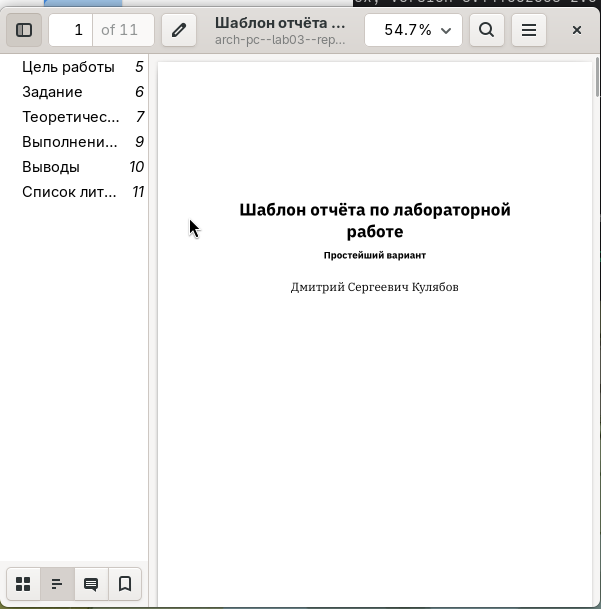 1 of 11
Шаблон отчёта ...
arch-pc--lab03--rep...
54.7%
Цель работы 5
Задание 6
Теоретичес... 7
Выполнени... 9
Выводы 10
Список лит... 11
Шаблон отчёта по лабораторной
работе
Простейший вариант
Дмитрий Сергеевич Кулябов